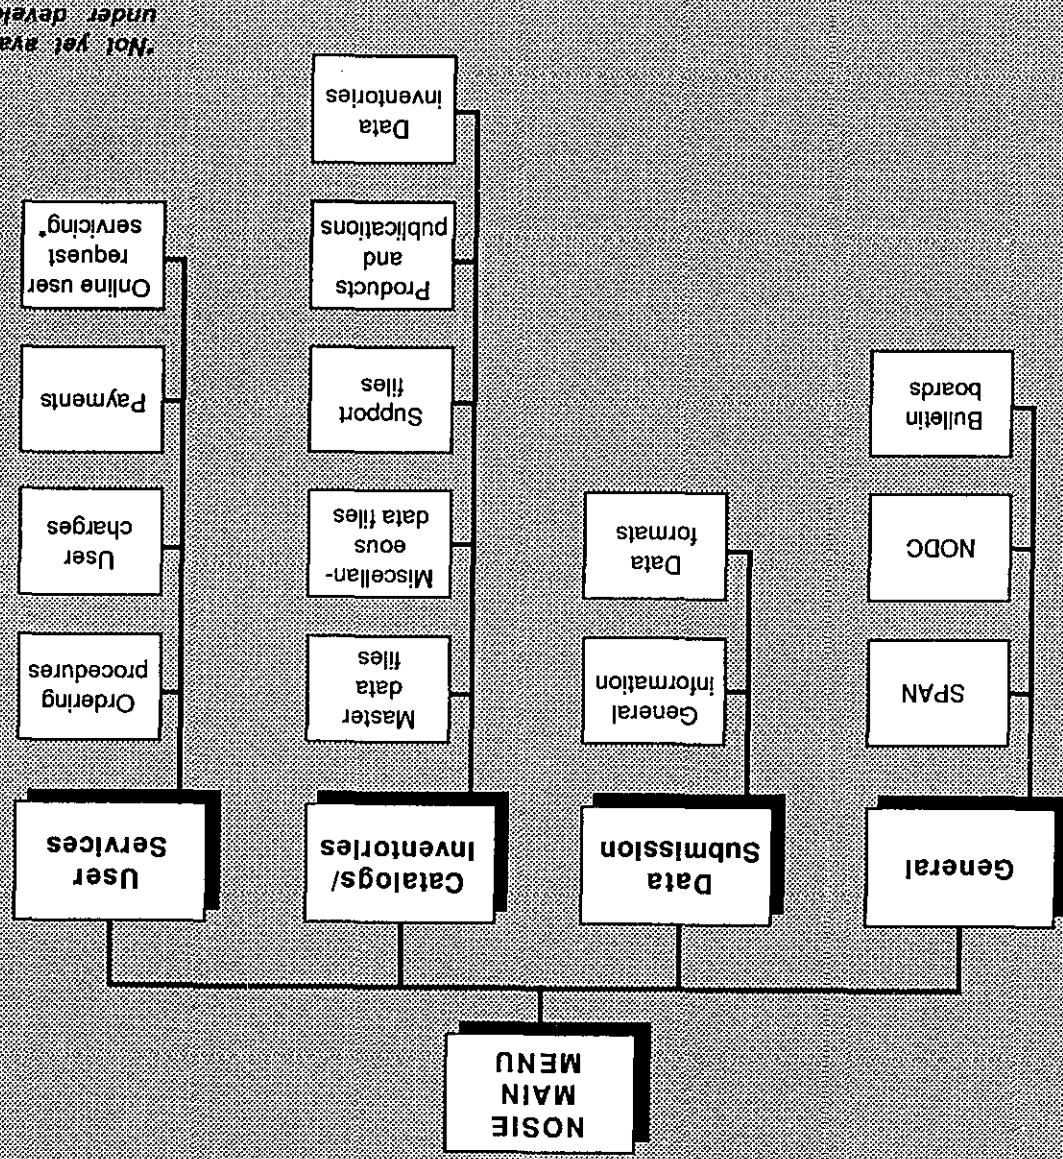 NOSIE
MAIN
MENU
General
SPAN
NODC
Bulletin
boards
Data
Submission
General
information
Data
formats
Catalogs/
Inventories
Master
data
files
Miscellan-
eous
data files
Support
files
Products
and
publications
Data
inventories
User
Services
Ordering
procedures
User
charges
Payments
Online user
request
servicing*
*Not yet ava
under develo